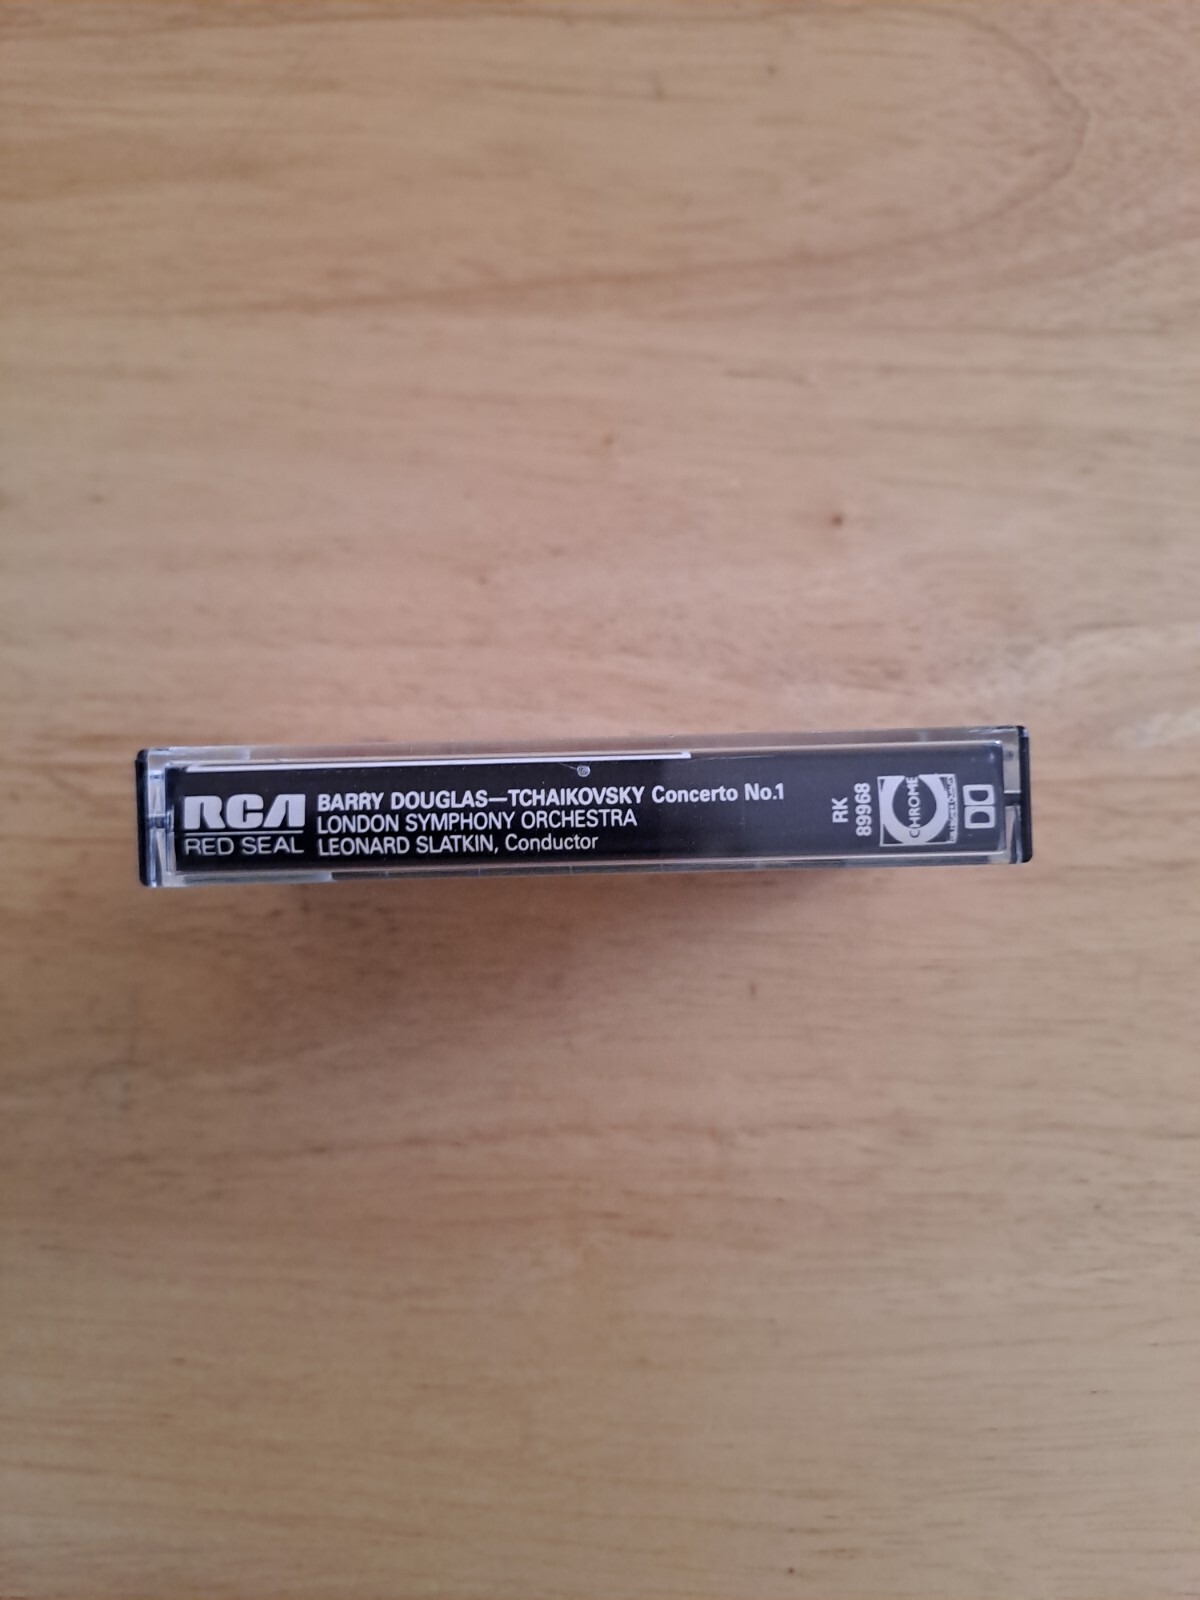 RCA
RED SEAL
BARRY DOUGLAS—TCHAIKOVSKY Concerto No.1
LONDON SYMPHONY ORCHESTRA
LEONARD SLATKIN, Conductor
RK
89968
CHROME